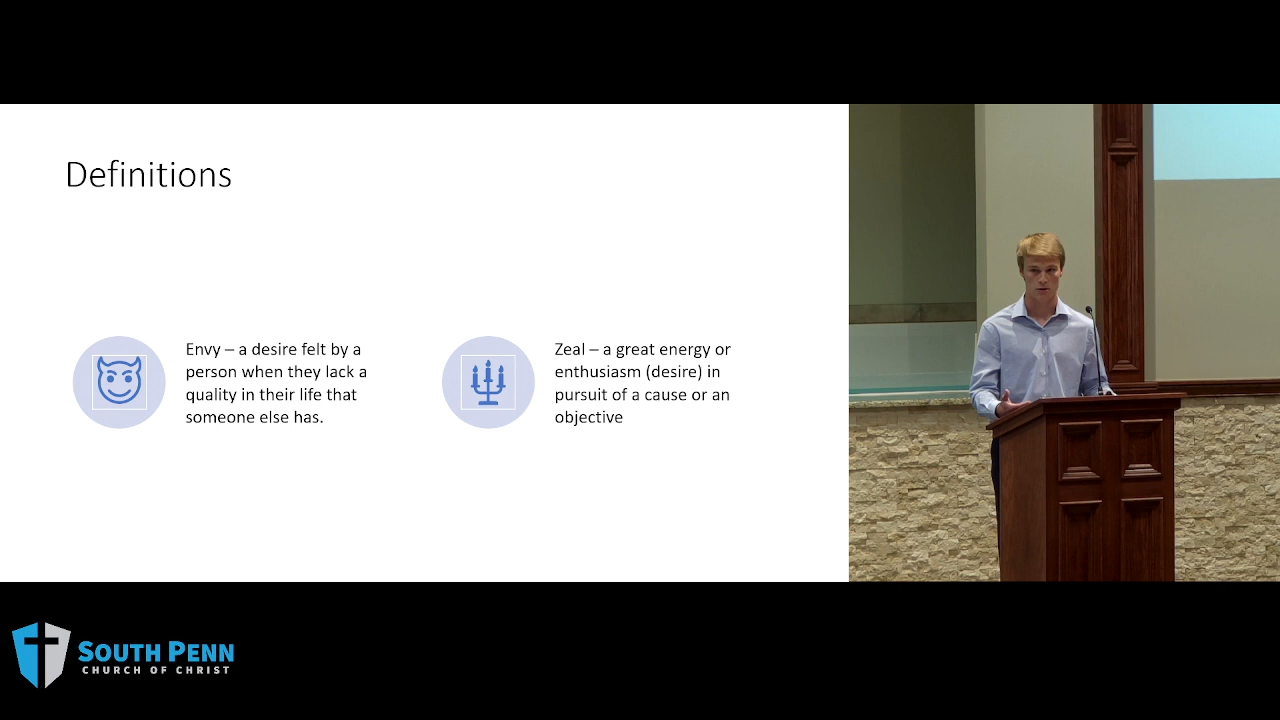 Definitions
Envy – a desire felt by a
person when they lack a
quality in their life that
someone else has.
Zeal – a great energy or
enthusiasm (desire) in
pursuit of a cause or an
objective
SOUTH PENN
CHURCH OF CHRIST